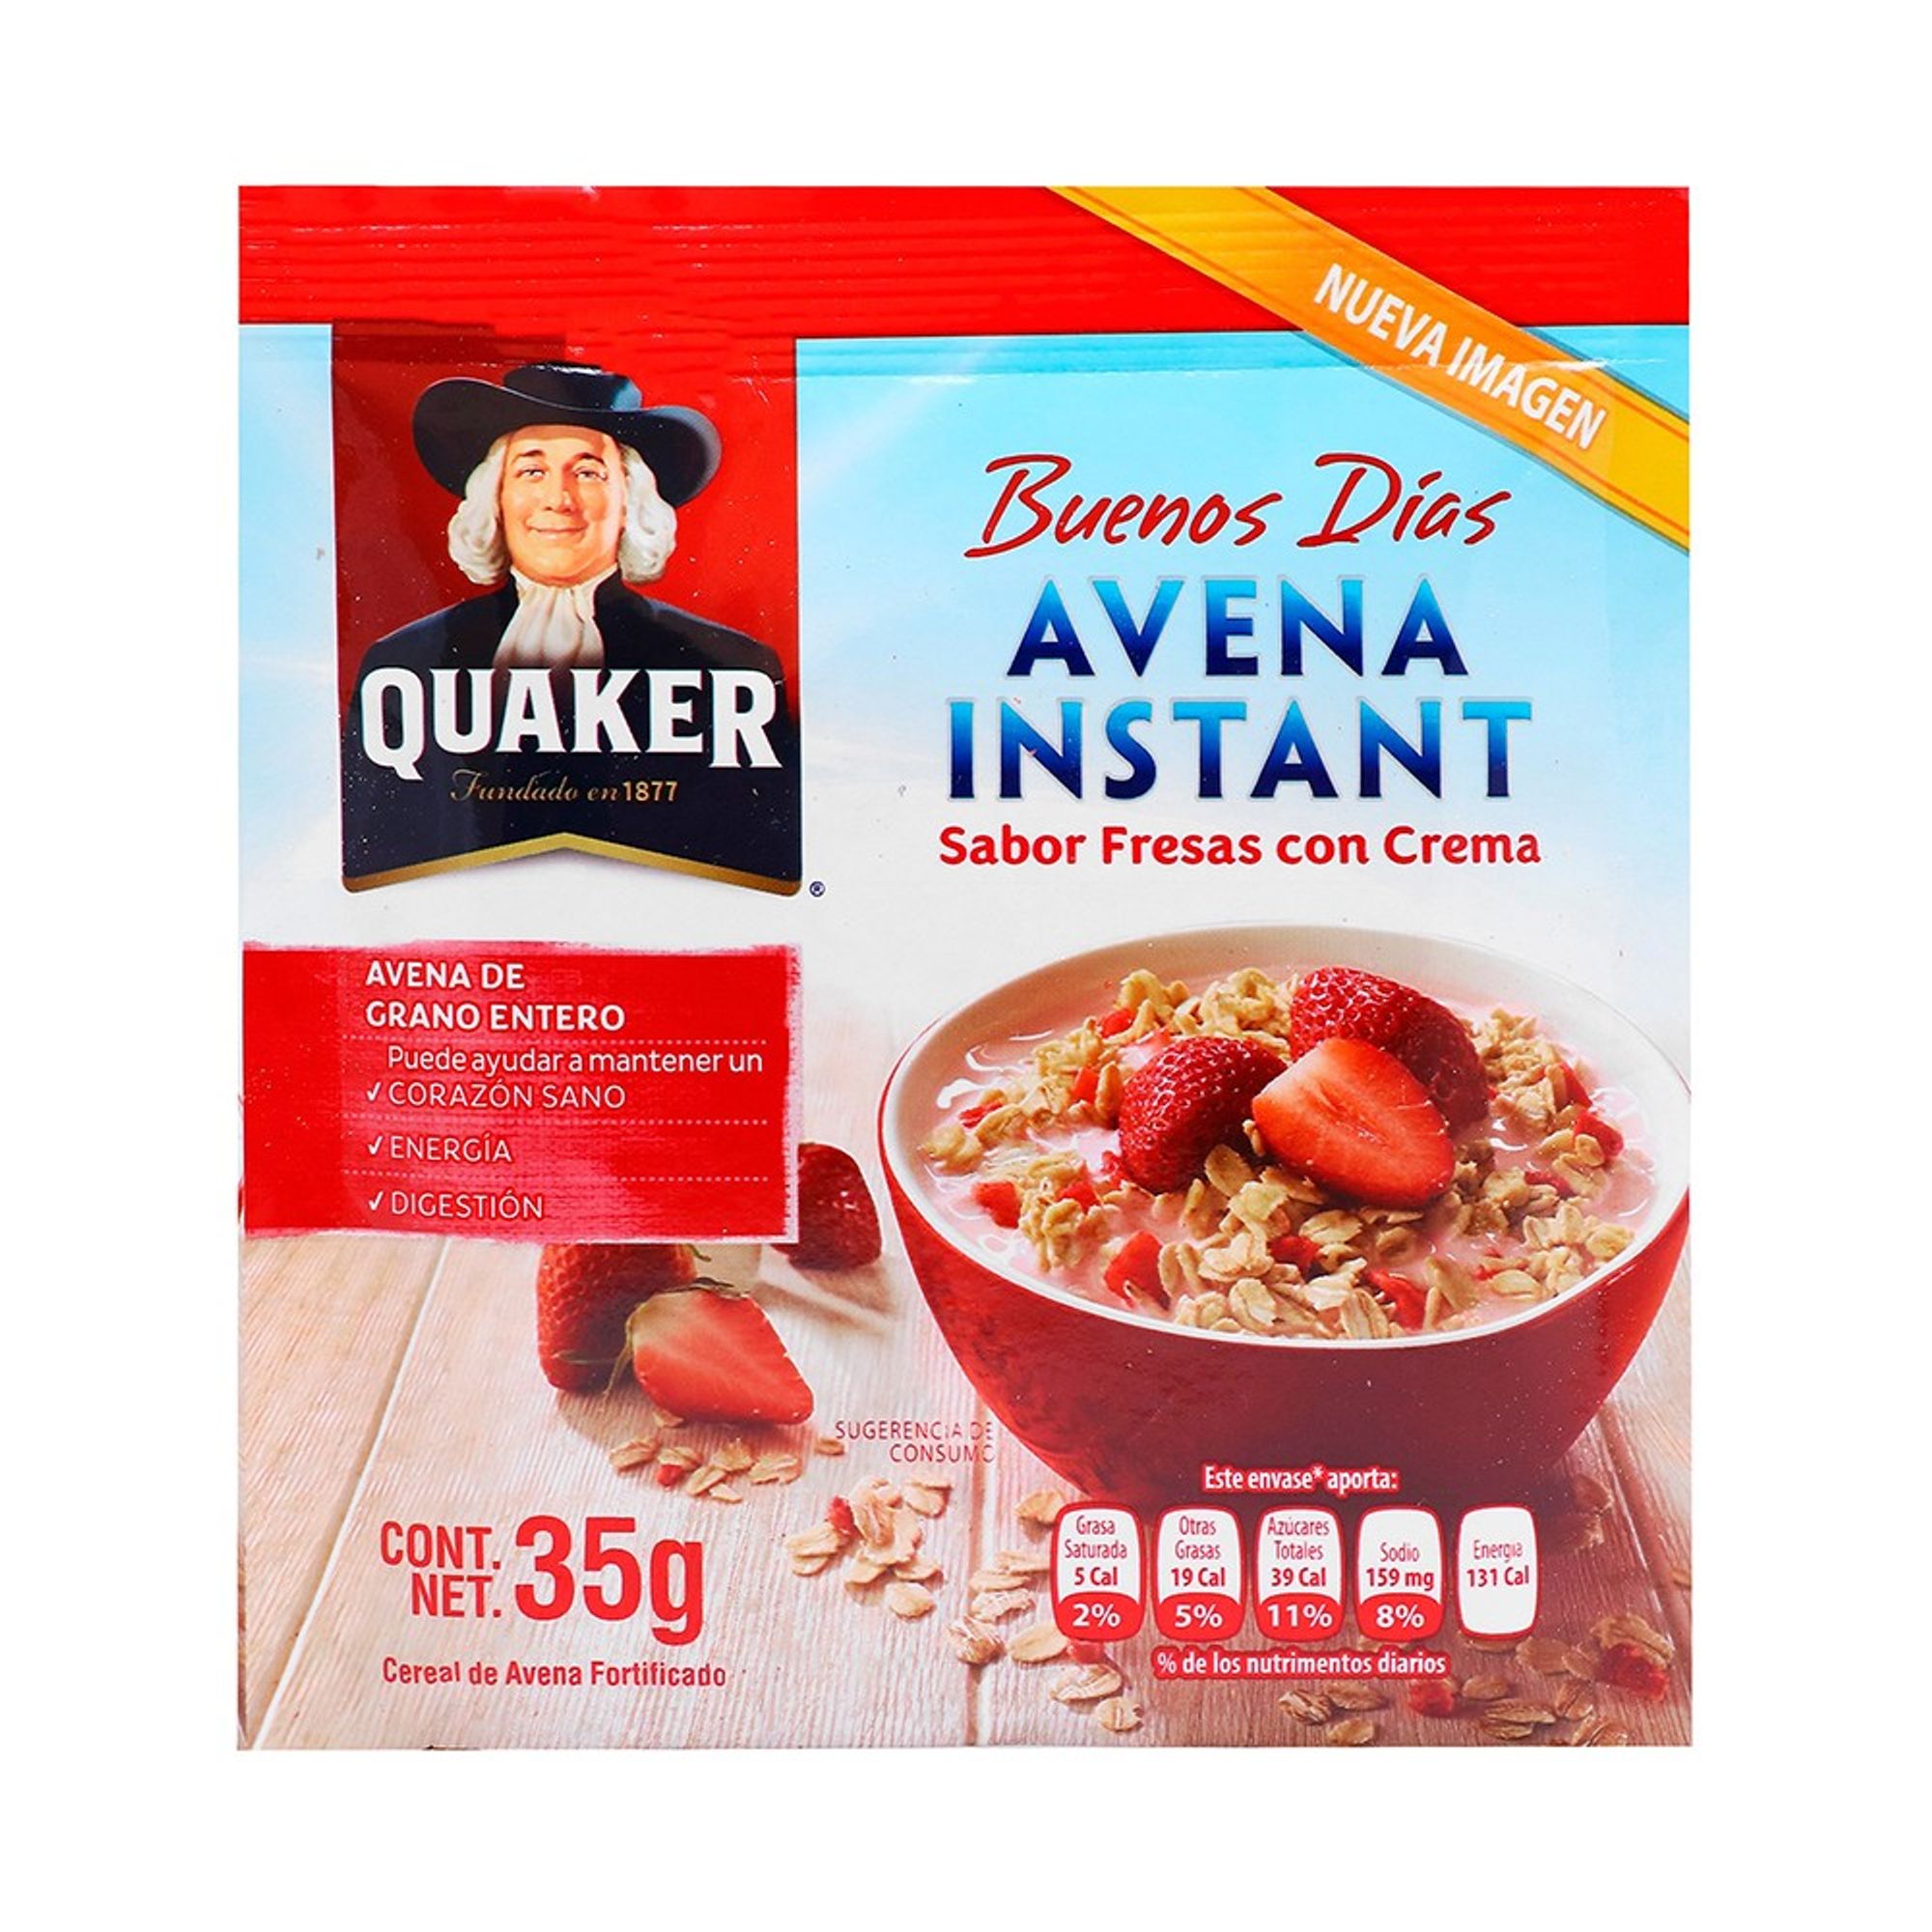 NUEVA IMAGEN
QUAKER
Fundado en 1877
®
Buenos Días
AVENA
INSTANT
Sabor Fresas con Crema
AVENA DE
GRANO ENTERO
Puede ayudar a mantener un
✓ CORAZÓN SANO
✓ ENERGÍA
✓ DIGESTIÓN
SUGERENCIA DE
CONSUMO
CONT.
NET. 35g
Cereal de Avena Fortificado
Este envase* aporta:
Grasa
Saturada
5 Cal
2%
Otras
Grasas
19 Cal
5%
Azúcares
Totales
39 Cal
11%
Sodio
159 mg
8%
Energía
131 Cal
% de los nutrimentos diarios